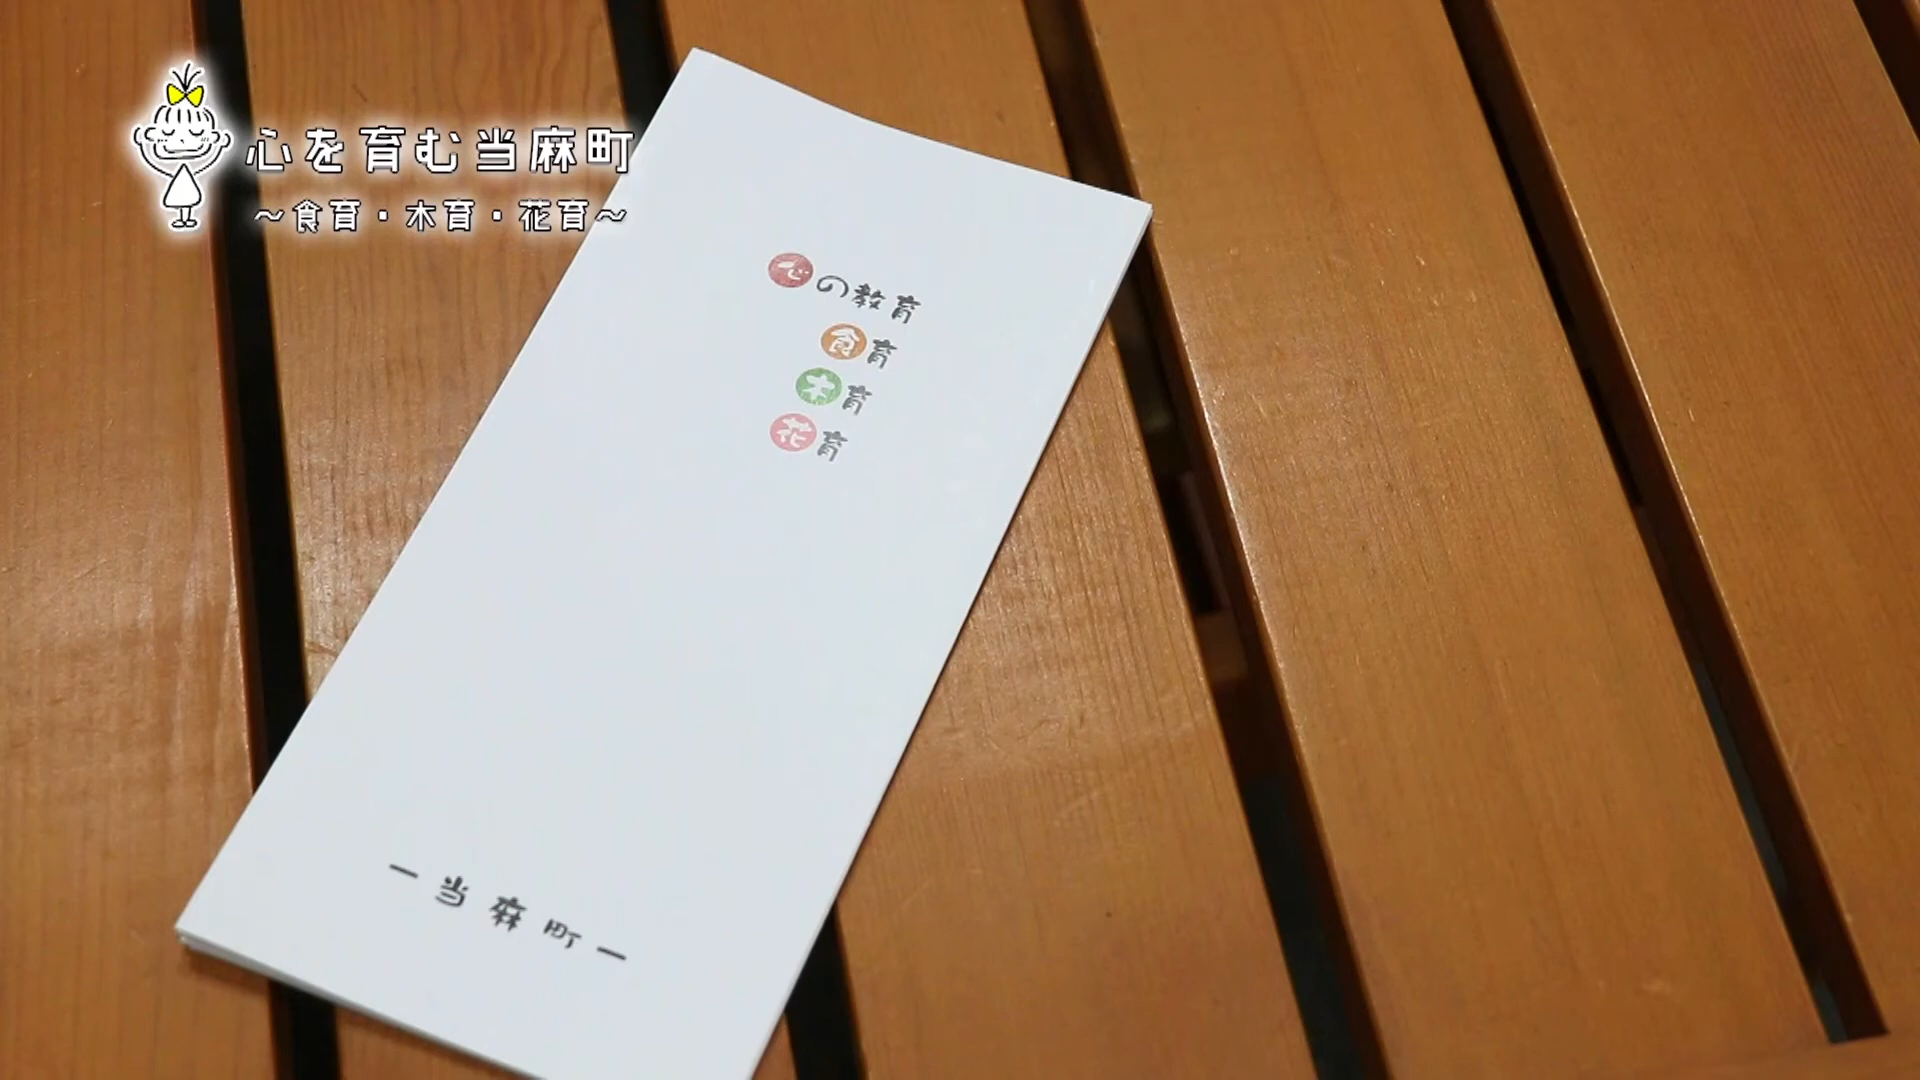 心を育む当麻町
～食育・木育・花育～
心の教育
食育
木育
花育
ー当麻町ー